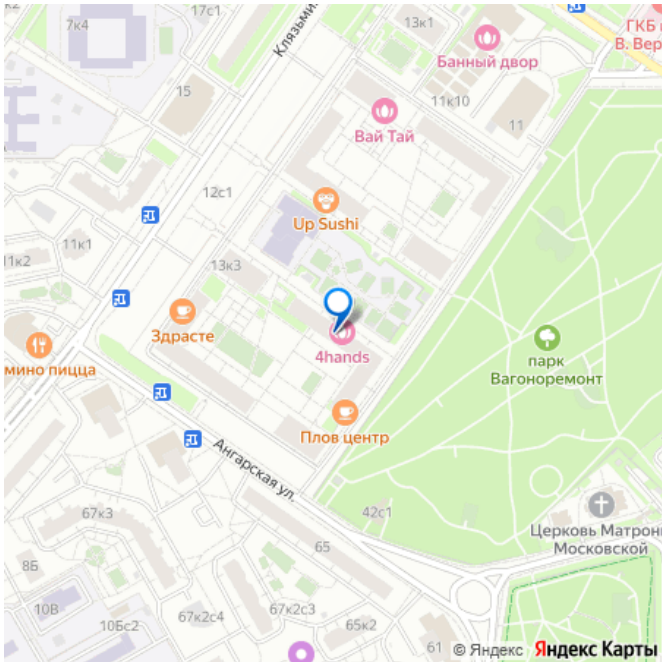 17с1
к2
7к4
13к1
ГКБ
В. Вер
Клязьми
Банный двор
15
11к10
11
Вай Тай
12с1
Up Sushi
11к1
11к2
13к3
Здрасте
4hands
мино пицца
парк
Вагоноремонт
Плов центр
Ангарская ул.
67к3
42с1
Церковь Матрон
Московской
65
8Б
10В
10Бс2
67к2с4
67к2с3
65к2
61
© Яндекс Яндекс Карты